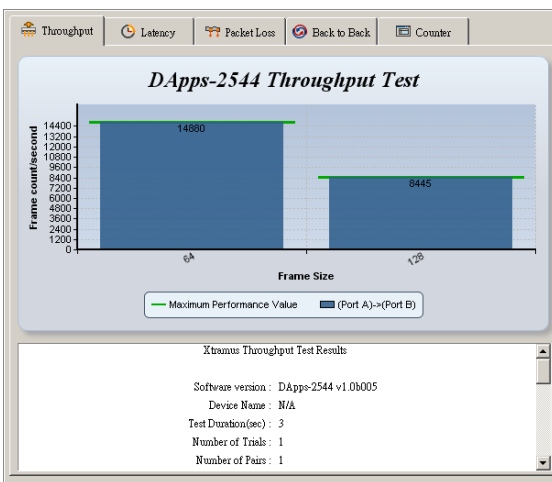 Throughput Latency Packet Loss Back to Back Counter
DApps-2544 Throughput Test
Frame count/second
14400
13200
12000
10800
9600
8400
7200
6000
4800
3600
2400
1200
0
14880
8445
64
128
Frame Size
Maximum Performance Value (Port A)->(Port B)
Xtramus Throughput Test Results
Software version : DApps-2544 v1.0b005
Device Name : N/A
Test Duration(sec) : 3
Number of Trials : 1
Number of Pairs : 1